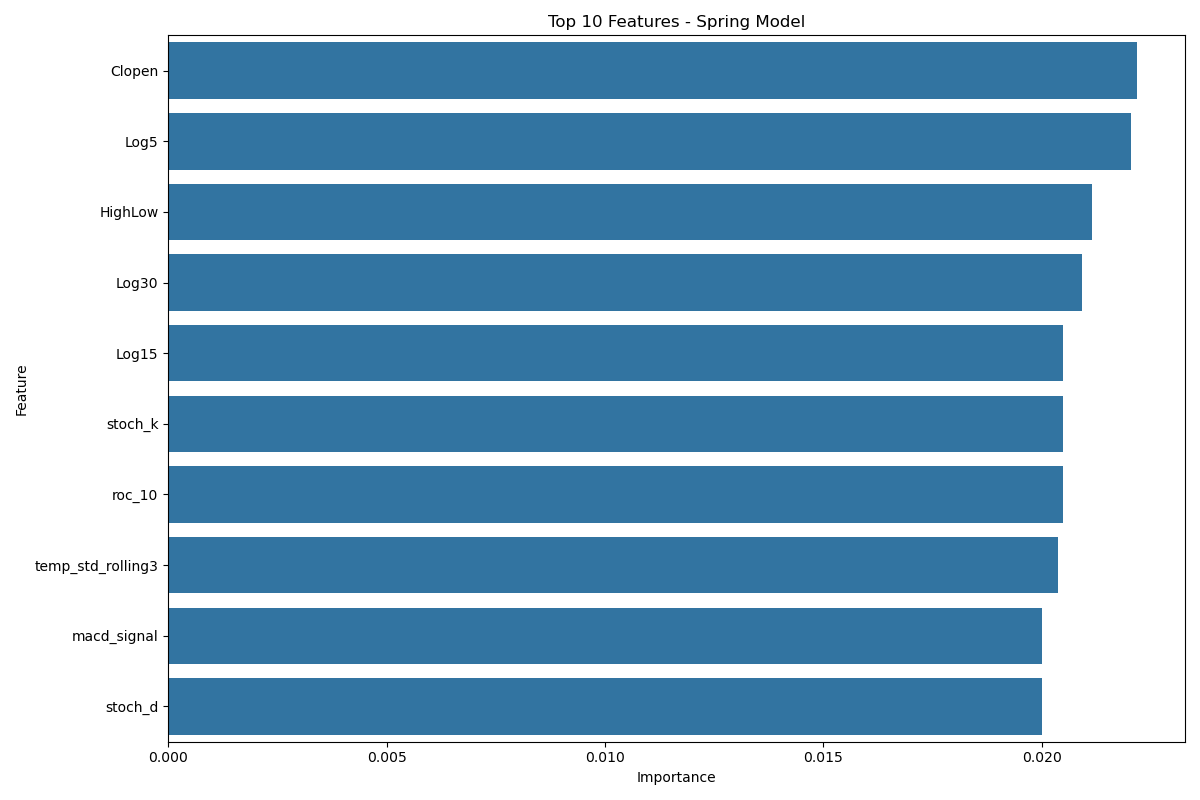 Top 10 Features - Spring Model
Feature
Clopen
Log5
HighLow
Log30
Log15
stoch_k
roc_10
temp_std_rolling3
macd_signal
stoch_d
0.000 0.005 0.010 0.015 0.020
Importance